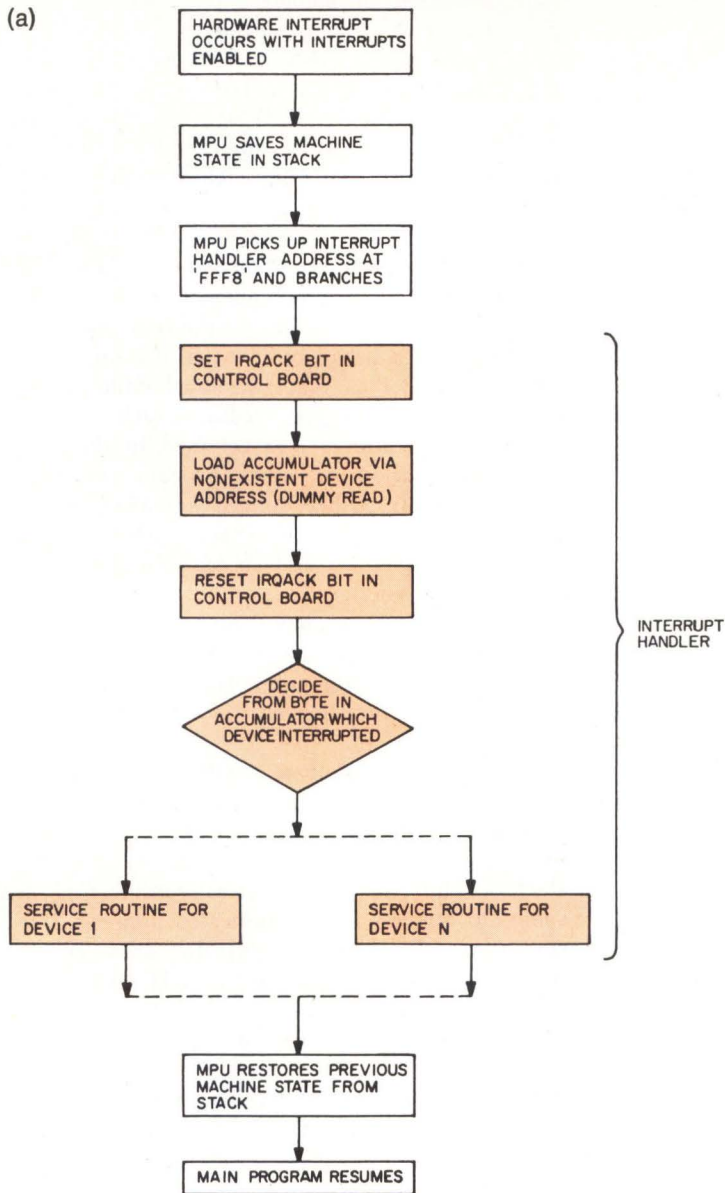 (a)
HARDWARE INTERRUPT
OCCURS WITH INTERRUPTS
ENABLED
MPU SAVES MACHINE
STATE IN STACK
MPU PICKS UP INTERRUPT
HANDLER ADDRESS AT
'FFF8' AND BRANCHES
SET IRQACK BIT IN
CONTROL BOARD
LOAD ACCUMULATOR VIA
NONEXISTENT DEVICE
ADDRESS (DUMMY READ)
RESET IRQACK BIT IN
CONTROL BOARD
INTERRUPT
HANDLER
DECIDE
FROM BYTE IN
ACCUMULATOR WHICH
DEVICE INTERRUPTED
SERVICE ROUTINE FOR
DEVICE 1
SERVICE ROUTINE FOR
DEVICE N
MPU RESTORES PREVIOUS
MACHINE STATE FROM
STACK
MAIN PROGRAM RESUMES